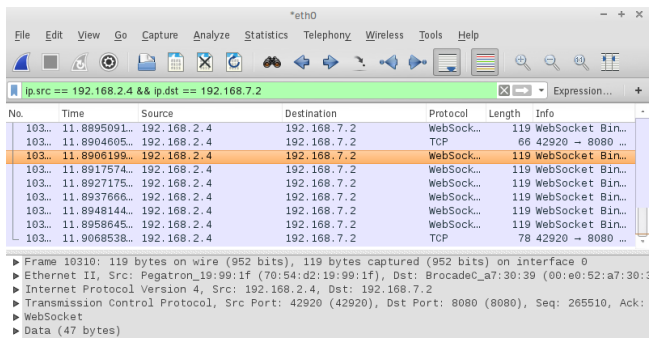 *eth0
File Edit View Go Capture Analyze Statistics Telephony Wireless Tools Help
ip.src == 192.168.2.4 && ip.dst == 192.168.7.2 Expression… +
No. Time Source Destination Protocol Length Info
103… 11.8895091… 192.168.2.4 192.168.7.2 WebSock… 119 WebSocket Bin…
103… 11.8904605… 192.168.2.4 192.168.7.2 TCP 66 42920 → 8080 …
103… 11.8906199… 192.168.2.4 192.168.7.2 WebSock… 119 WebSocket Bin…
103… 11.8917574… 192.168.2.4 192.168.7.2 WebSock… 119 WebSocket Bin…
103… 11.8927175… 192.168.2.4 192.168.7.2 WebSock… 119 WebSocket Bin…
103… 11.8937666… 192.168.2.4 192.168.7.2 WebSock… 119 WebSocket Bin…
103… 11.8948144… 192.168.2.4 192.168.7.2 WebSock… 119 WebSocket Bin…
103… 11.8958645… 192.168.2.4 192.168.7.2 WebSock… 119 WebSocket Bin…
103… 11.9068538… 192.168.2.4 192.168.7.2 TCP 78 42920 → 8080 …
Frame 10310: 119 bytes on wire (952 bits), 119 bytes captured (952 bits) on interface 0
Ethernet II, Src: Pegatron_19:99:1f (70:54:d2:19:99:1f), Dst: BrocadeC_a7:30:39 (00:e0:52:a7:30:3
Internet Protocol Version 4, Src: 192.168.2.4, Dst: 192.168.7.2
Transmission Control Protocol, Src Port: 42920 (42920), Dst Port: 8080 (8080), Seq: 265510, Ack:
WebSocket
Data (47 bytes)